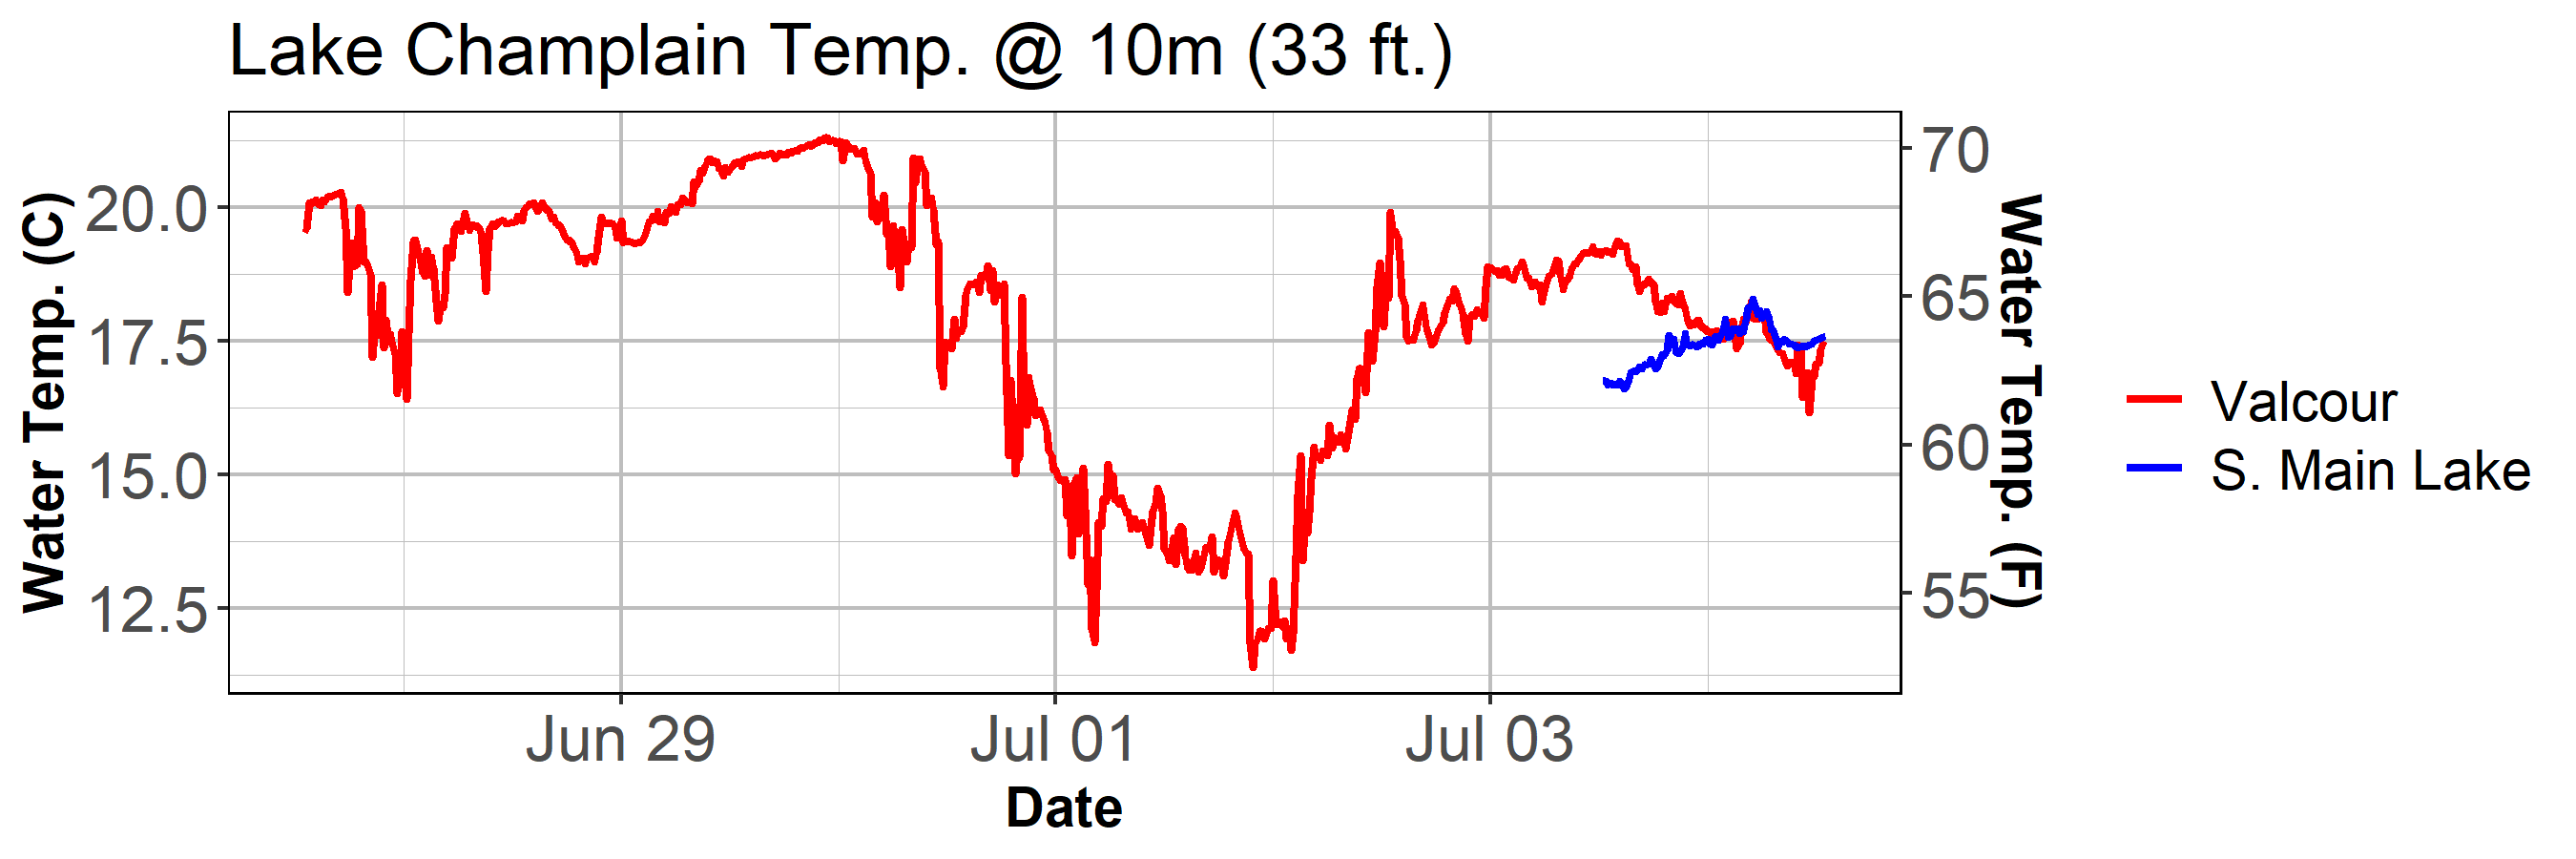 Lake Champlain Temp. @ 10m (33 ft.)
Water Temp. (C)
20.0
17.5
15.0
12.5
70
65
60
55
Water Temp. (F)
Jun 29
Jul 01
Jul 03
Date
Valcour
S. Main Lake